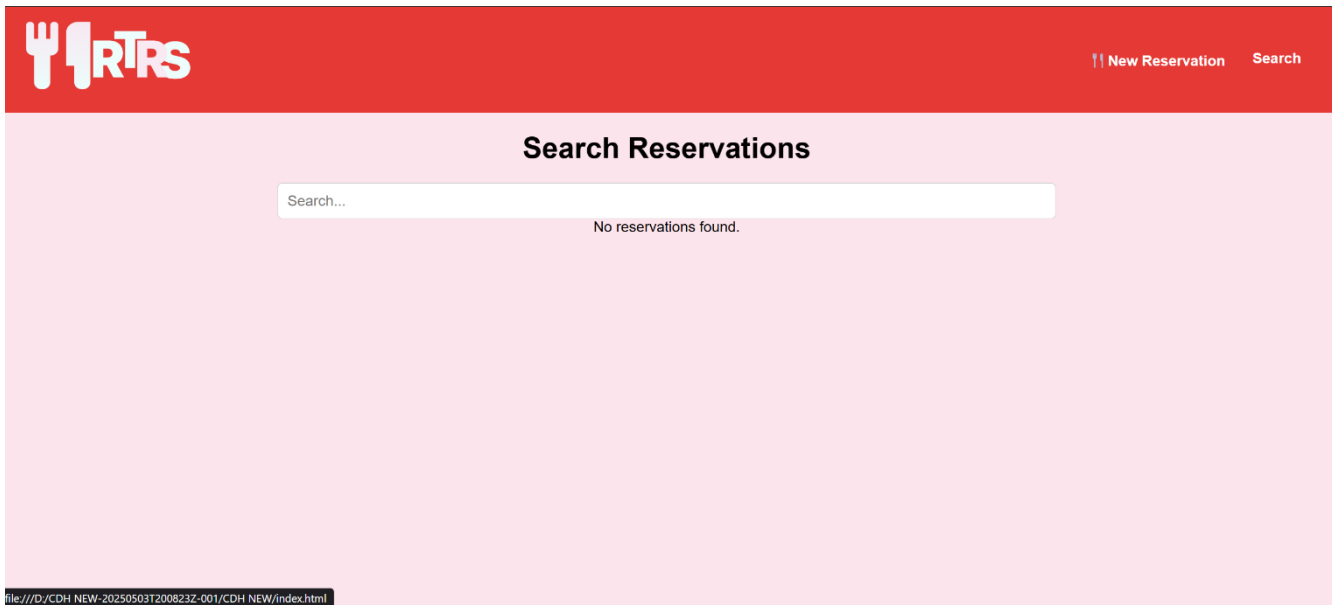 RTRS
New Reservation
Search
Search Reservations
Search...
No reservations found.
file:///D:/CDH NEW-20250503T200823Z-001/CDH NEW/index.html